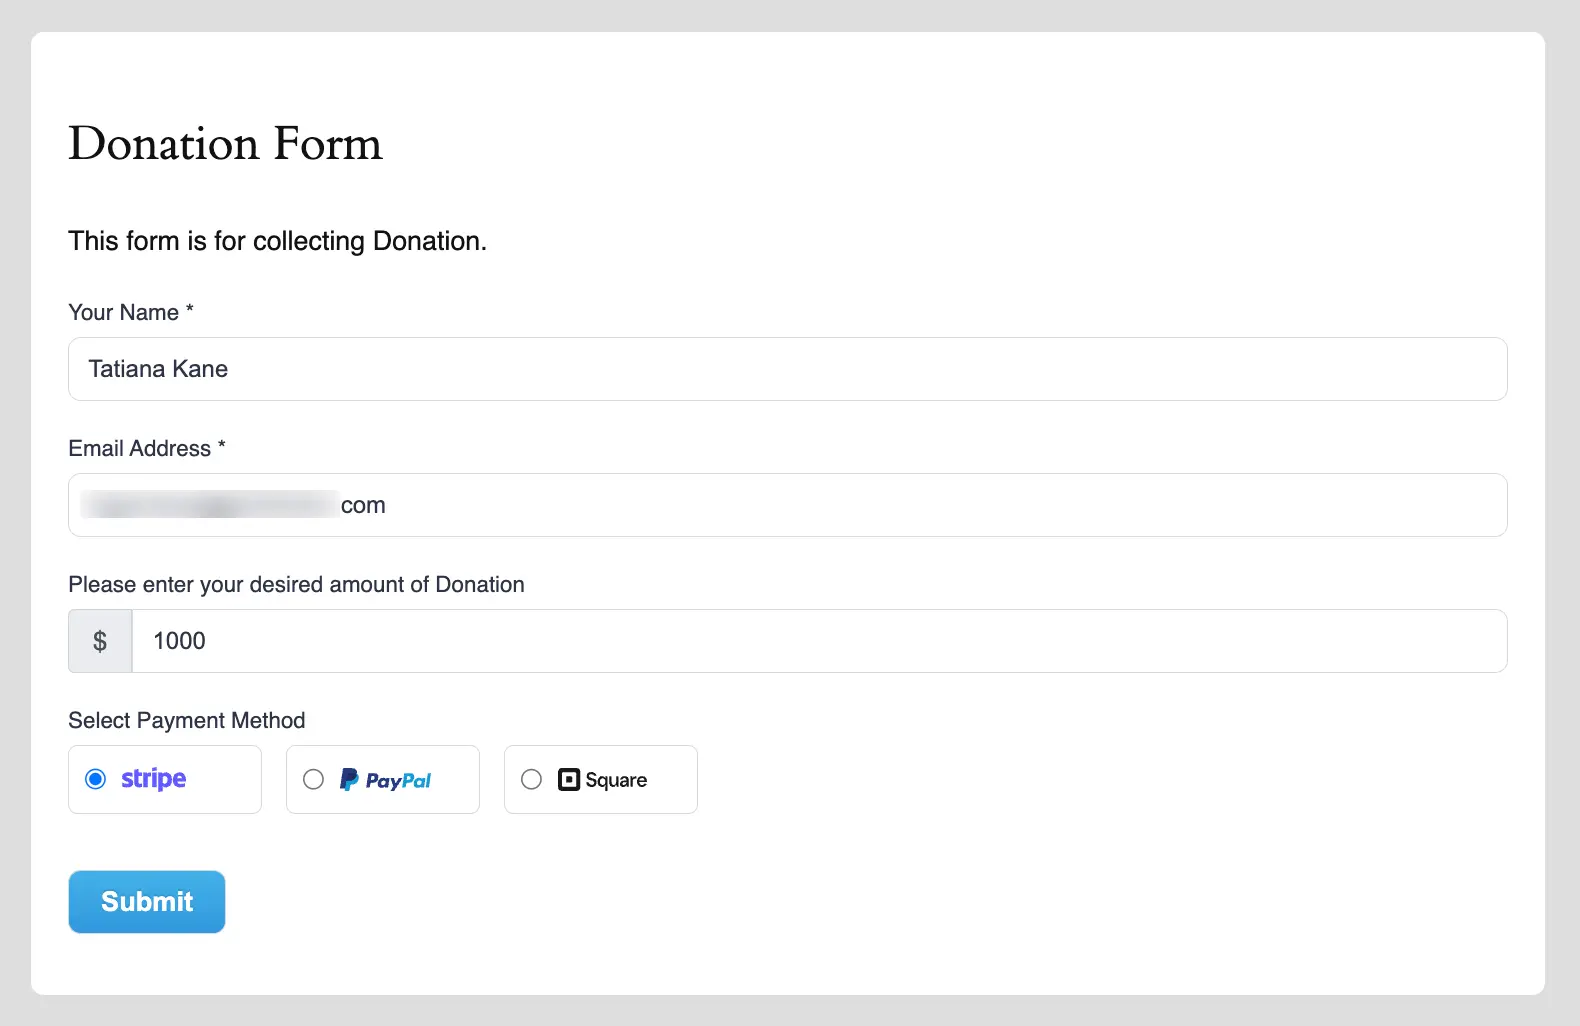 Donation Form
This form is for collecting Donation.
Your Name *
Tatiana Kane
Email Address *
com
Please enter your desired amount of Donation
$ 1000
Select Payment Method
stripe PayPal Square
Submit